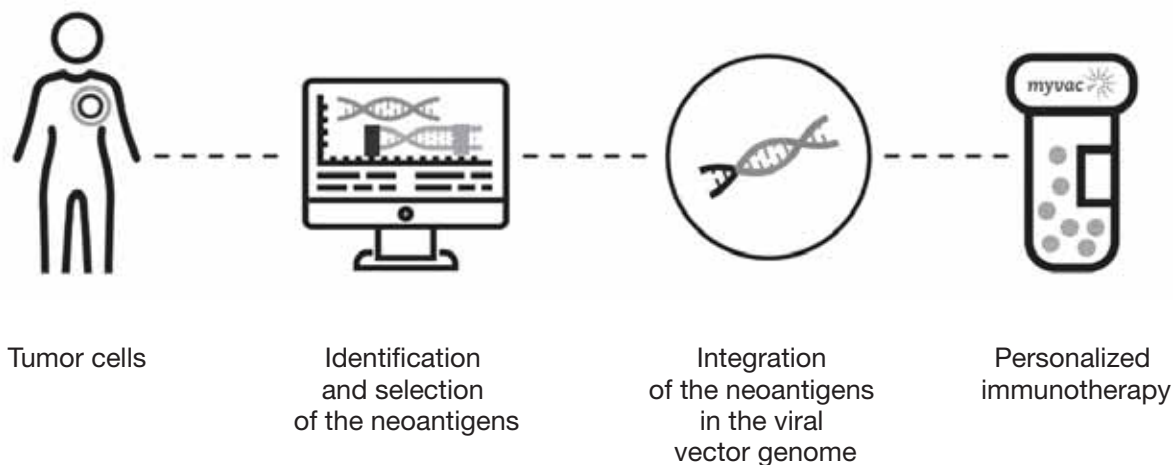 myvac
Tumor cells
Identification
and selection
of the neoantigens
Integration
of the neoantigens
in the viral
vector genome
Personalized
immunotherapy